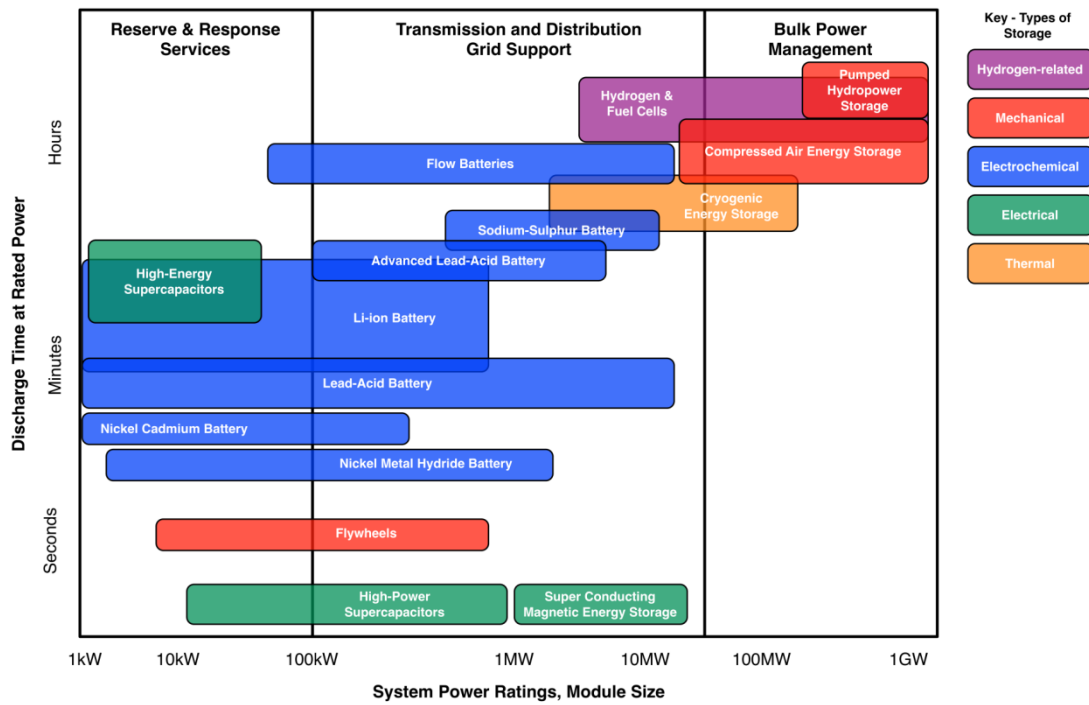 Reserve & Response
Services
Transmission and Distribution
Grid Support
Bulk Power
Management
Key - Types of
Storage
Hydrogen-related
Mechanical
Electrochemical
Electrical
Thermal
Discharge Time at Rated Power
Hours
Minutes
Seconds
Pumped
Hydropower
Storage
Hydrogen &
Fuel Cells
Compressed Air Energy Storage
Flow Batteries
Cryogenic
Energy Storage
Sodium-Sulphur Battery
Advanced Lead-Acid Battery
High-Energy
Supercapacitors
Li-ion Battery
Lead-Acid Battery
Nickel Cadmium Battery
Nickel Metal Hydride Battery
Flywheels
High-Power
Supercapacitors
Super Conducting
Magnetic Energy Storage
1kW
10kW
100kW
1MW
10MW
100MW
1GW
System Power Ratings, Module Size